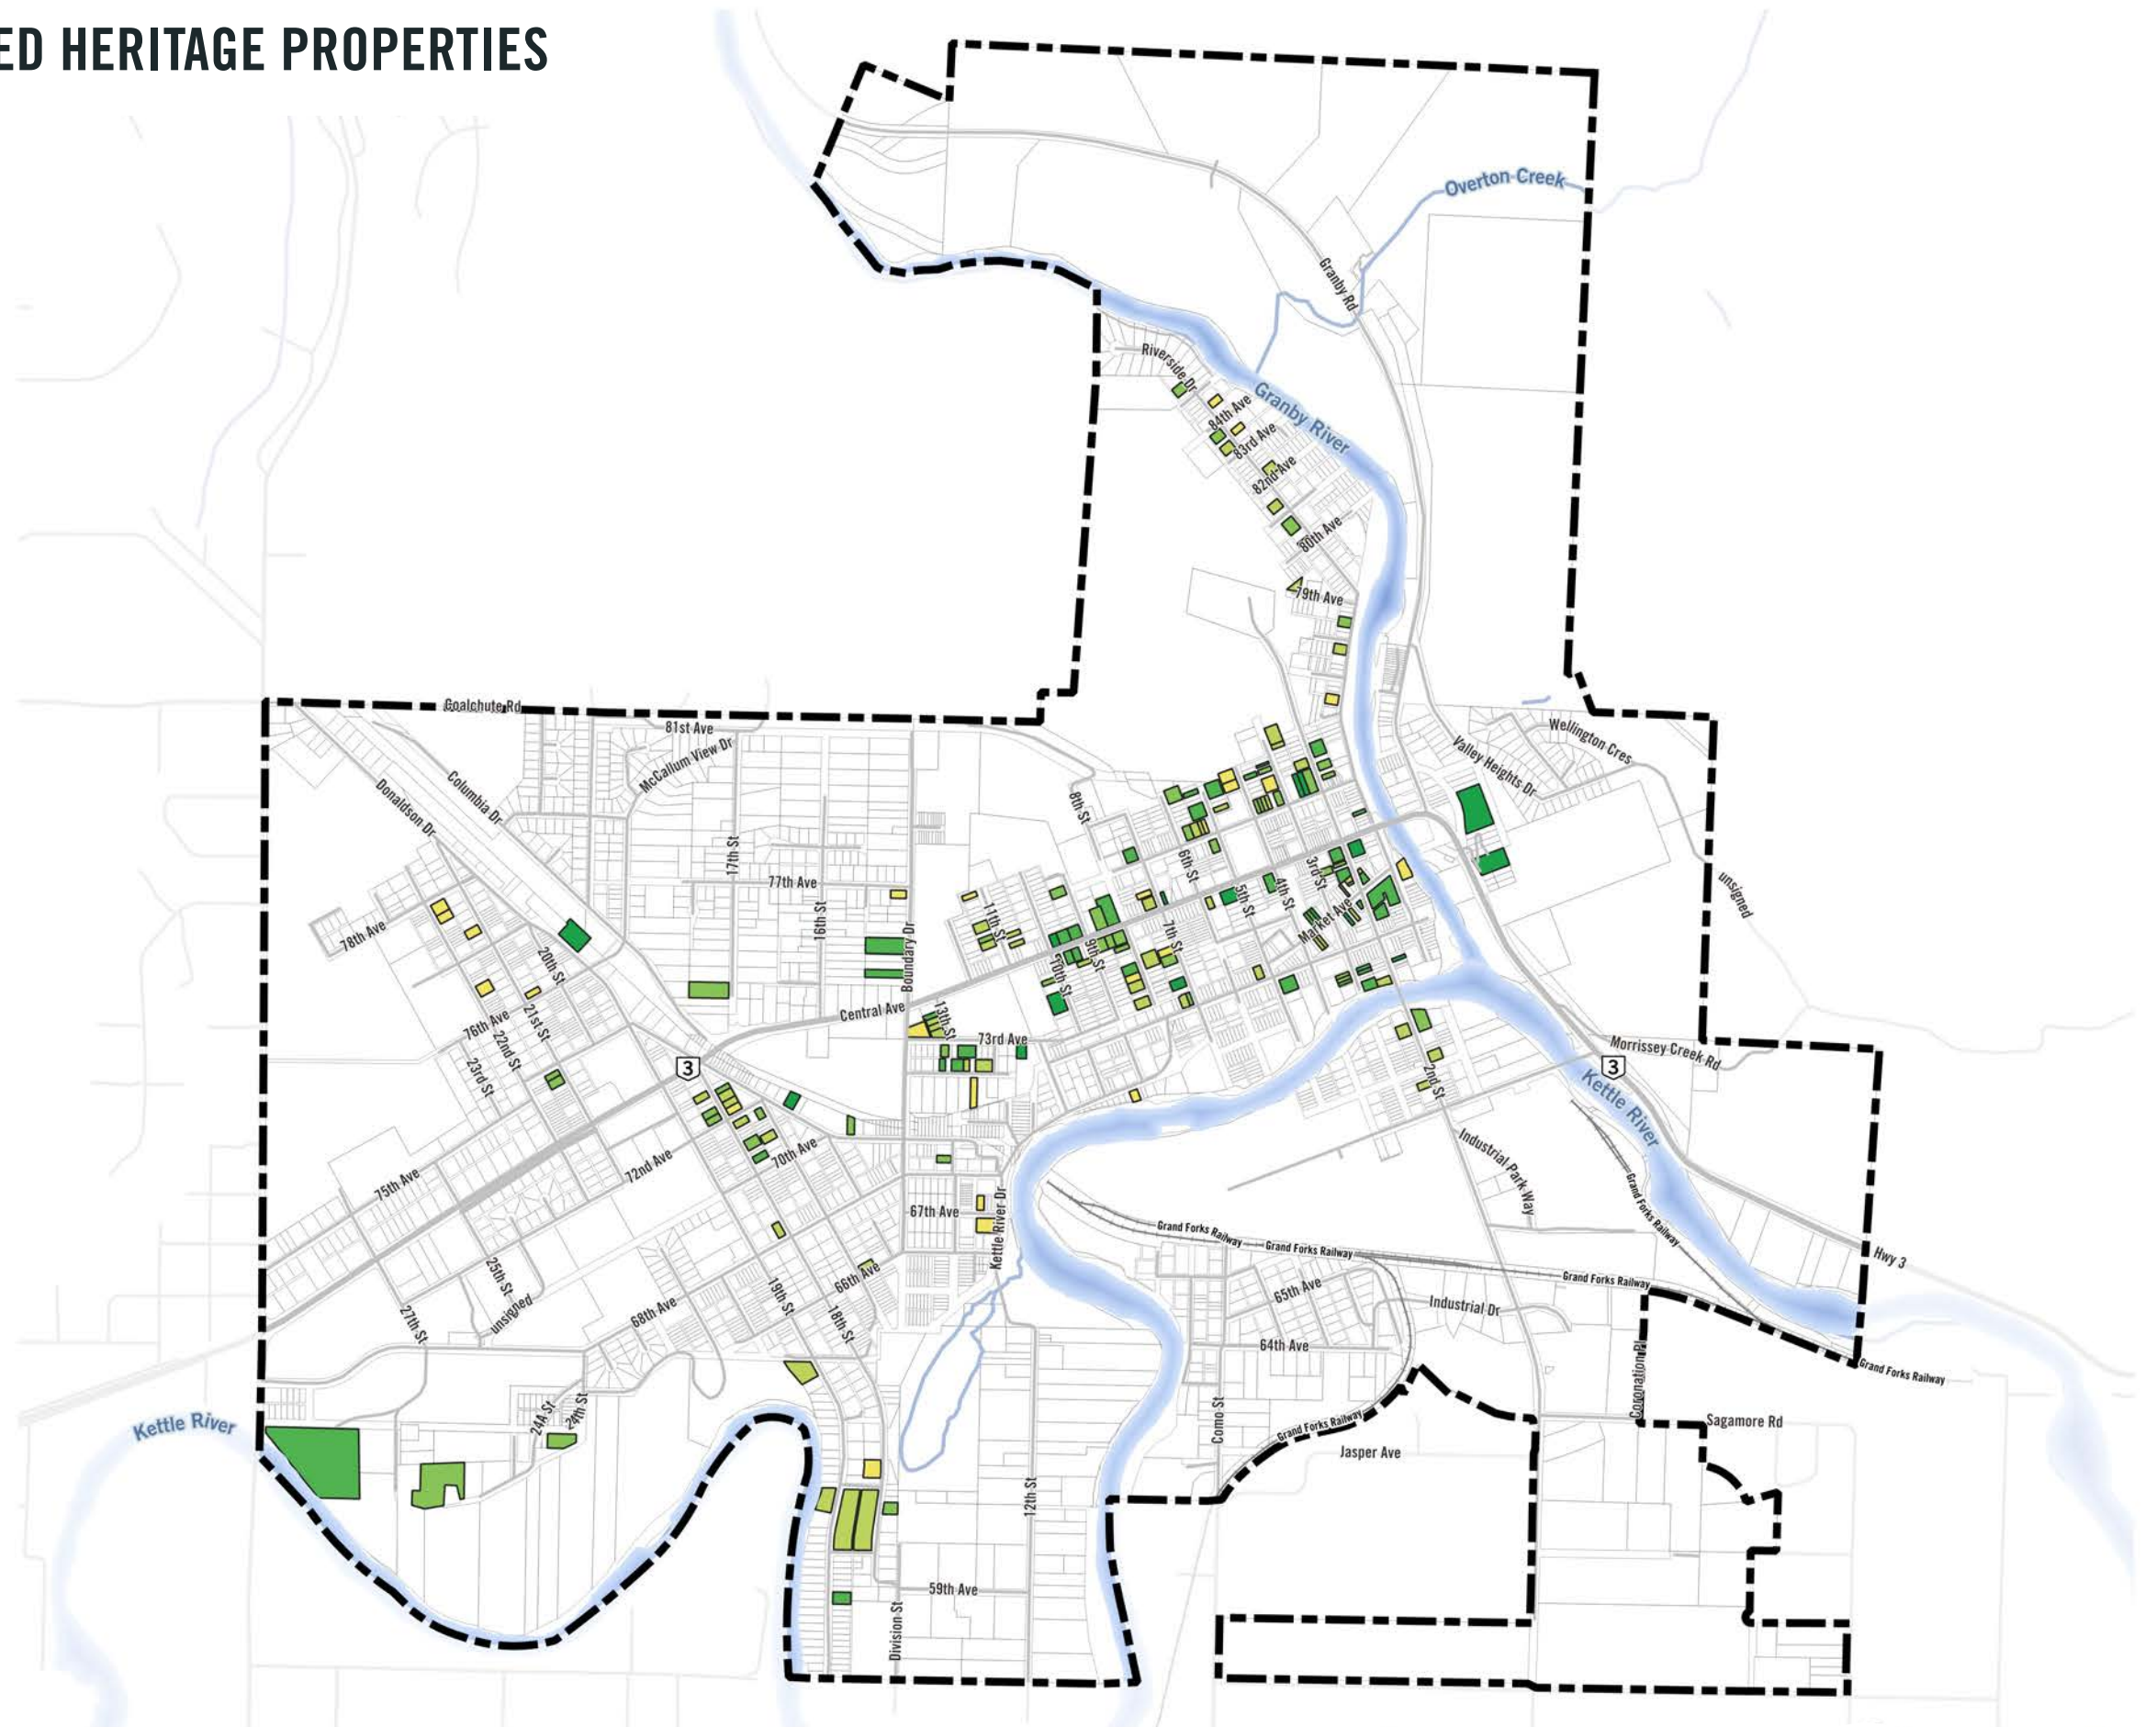 ED HERITAGE PROPERTIES
Overton Creek
Granby Rd
Riverside Dr
Granby River
84th Ave
83rd Ave
82nd Ave
80th Ave
79th Ave
Coalchute Rd
81st Ave
McCallum View Dr
Columbia Dr
Donaldson Dr
Wellington Cres
Valley Heights Dr
8th St
17th St
77th Ave
16th St
Boundary Dr
6th St
3rd St
4th St
5th St
Market Ave
7th St
11th St
9th St
10th St
unsigned
78th Ave
20th St
76th Ave
21st St
22nd St
23rd St
Central Ave
13th St
73rd Ave
3
Morrissey Creek Rd
3
2nd St
Kettle River
Industrial Park Way
75th Ave
72nd Ave
70th Ave
67th Ave
Kettle River Dr
Grand Forks Railway
Grand Forks Railway
Grand Forks Railway
Grand Forks Railway
Hwy 3
25th St
unsigned
27th St
68th Ave
19th St
66th Ave
18th St
65th Ave
Industrial Dr
64th Ave
Coronation Pl
Grand Forks Railway
Kettle River
24A St
24th St
Como St
Grand Forks Railway
Jasper Ave
Sagamore Rd
12th St
59th Ave
Division St